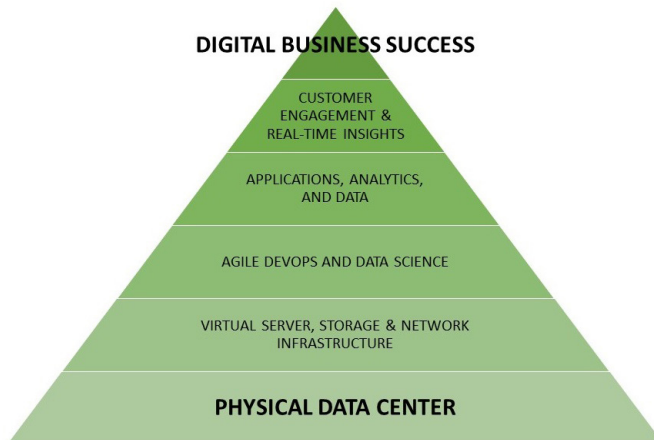 DIGITAL BUSINESS SUCCESS
CUSTOMER
ENGAGEMENT &
REAL-TIME INSIGHTS
APPLICATIONS, ANALYTICS,
AND DATA
AGILE DEVOPS AND DATA SCIENCE
VIRTUAL SERVER, STORAGE & NETWORK
INFRASTRUCTURE
PHYSICAL DATA CENTER